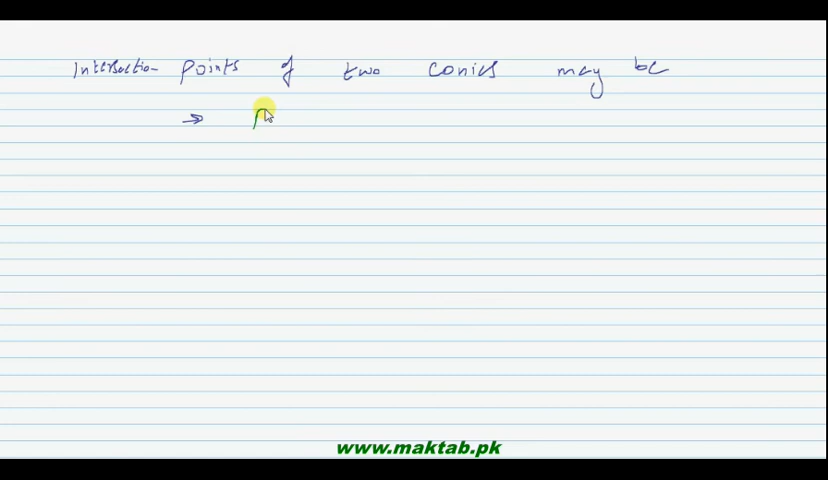 Intersection points of two conics may be
→
www.maktab.pk